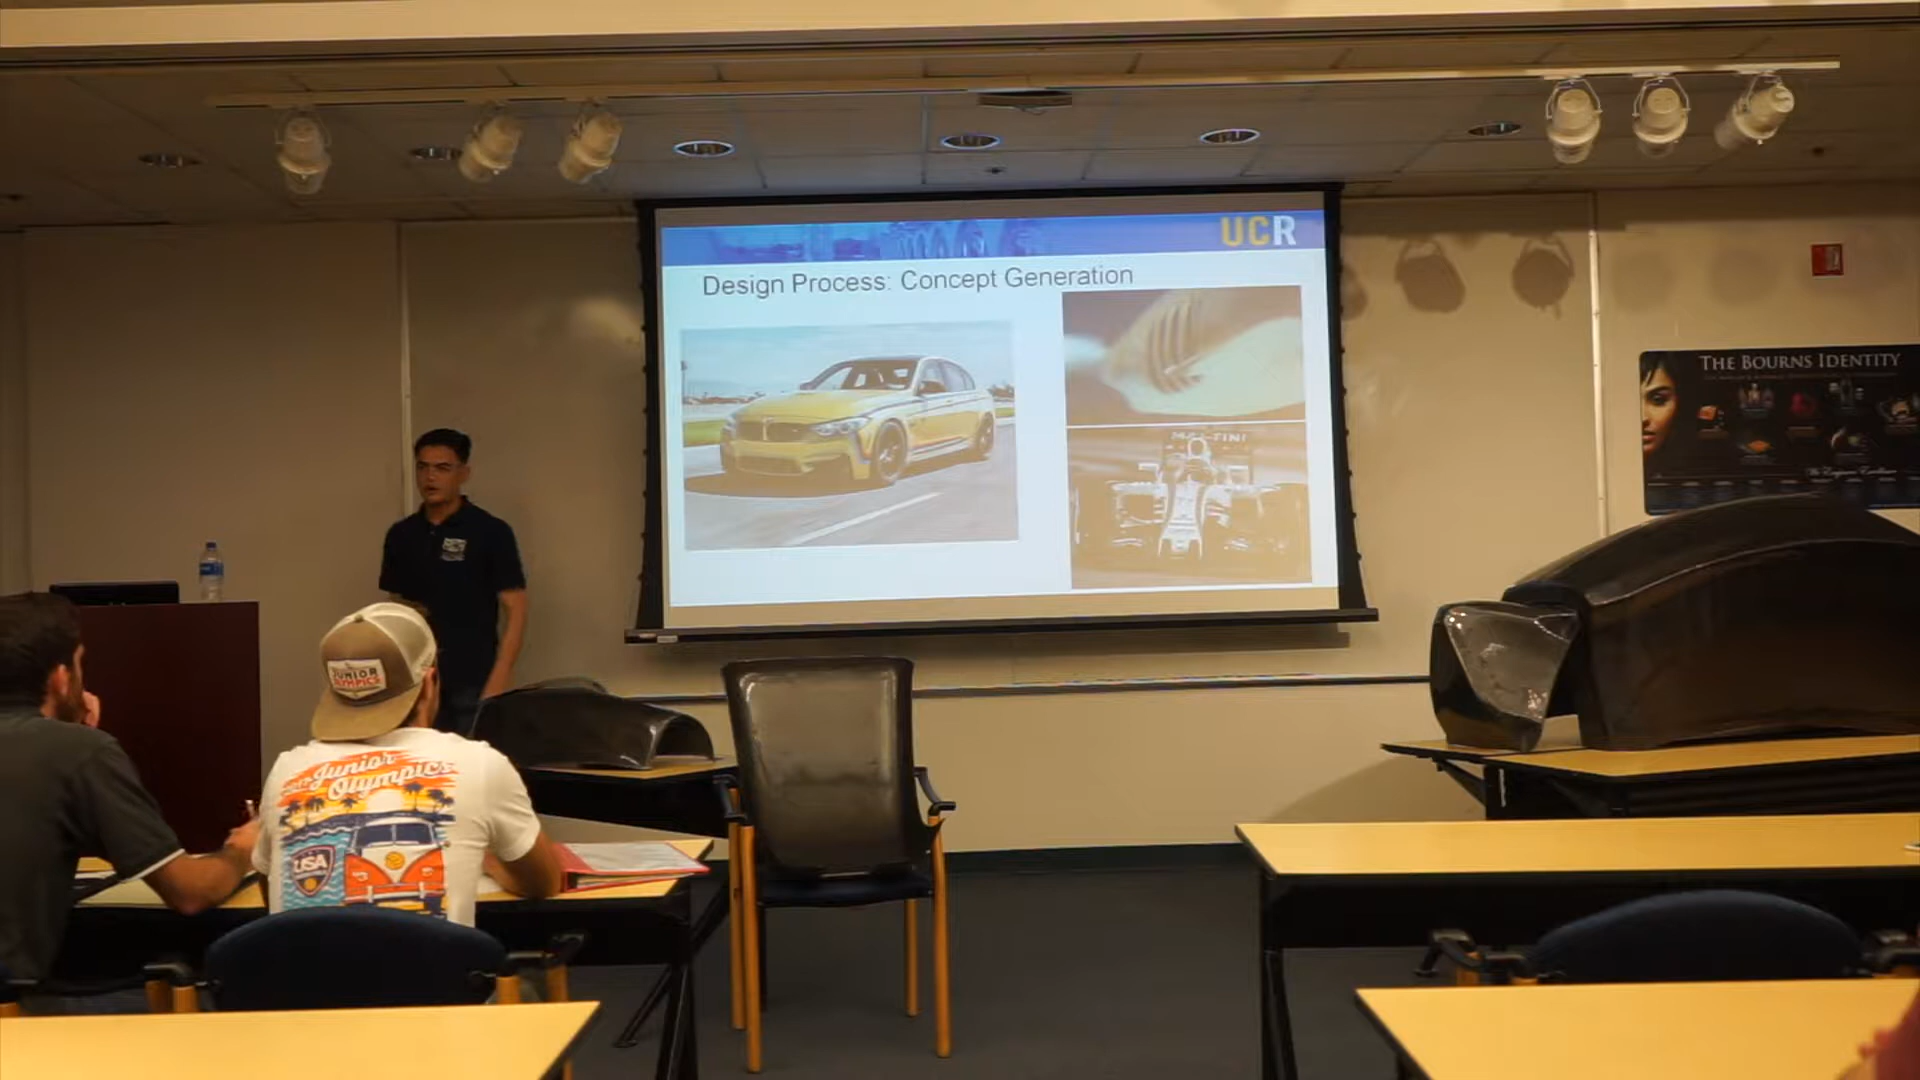 UCR
Design Process: Concept Generation
MARTINI
THE BOURNS IDENTITY
JUNIOR
OLYMPICS
Junior
Olympics
USA